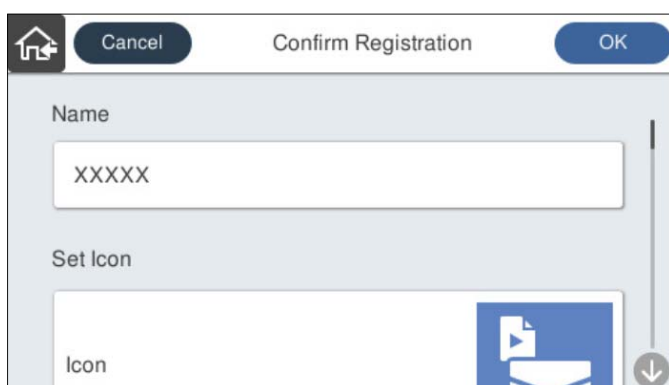 Cancel Confirm Registration OK
Name
XXXXX
Set Icon
Icon